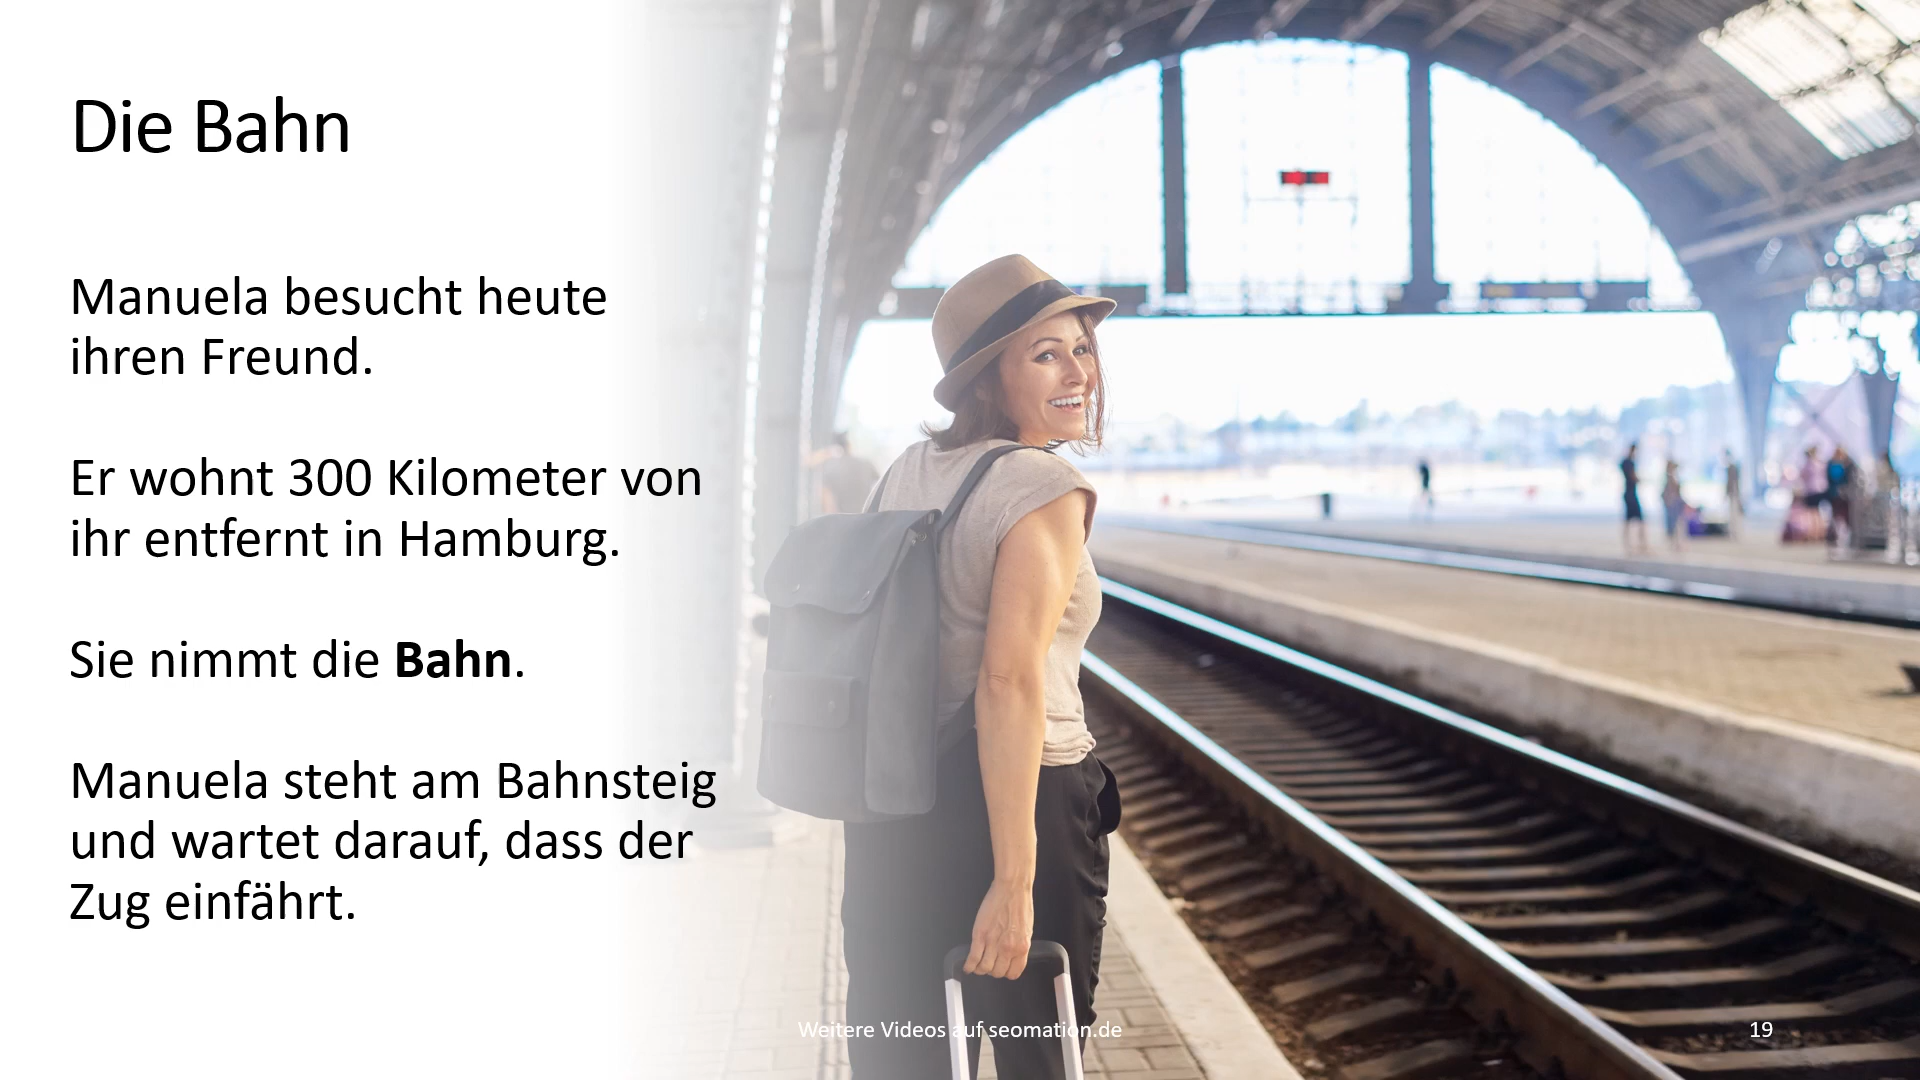 Die Bahn
Manuela besucht heute
ihren Freund.
Er wohnt 300 Kilometer von
ihr entfernt in Hamburg.
Sie nimmt die Bahn.
Manuela steht am Bahnsteig
und wartet darauf, dass der
Zug einfährt.
Weitere Videos auf seomation.de
19